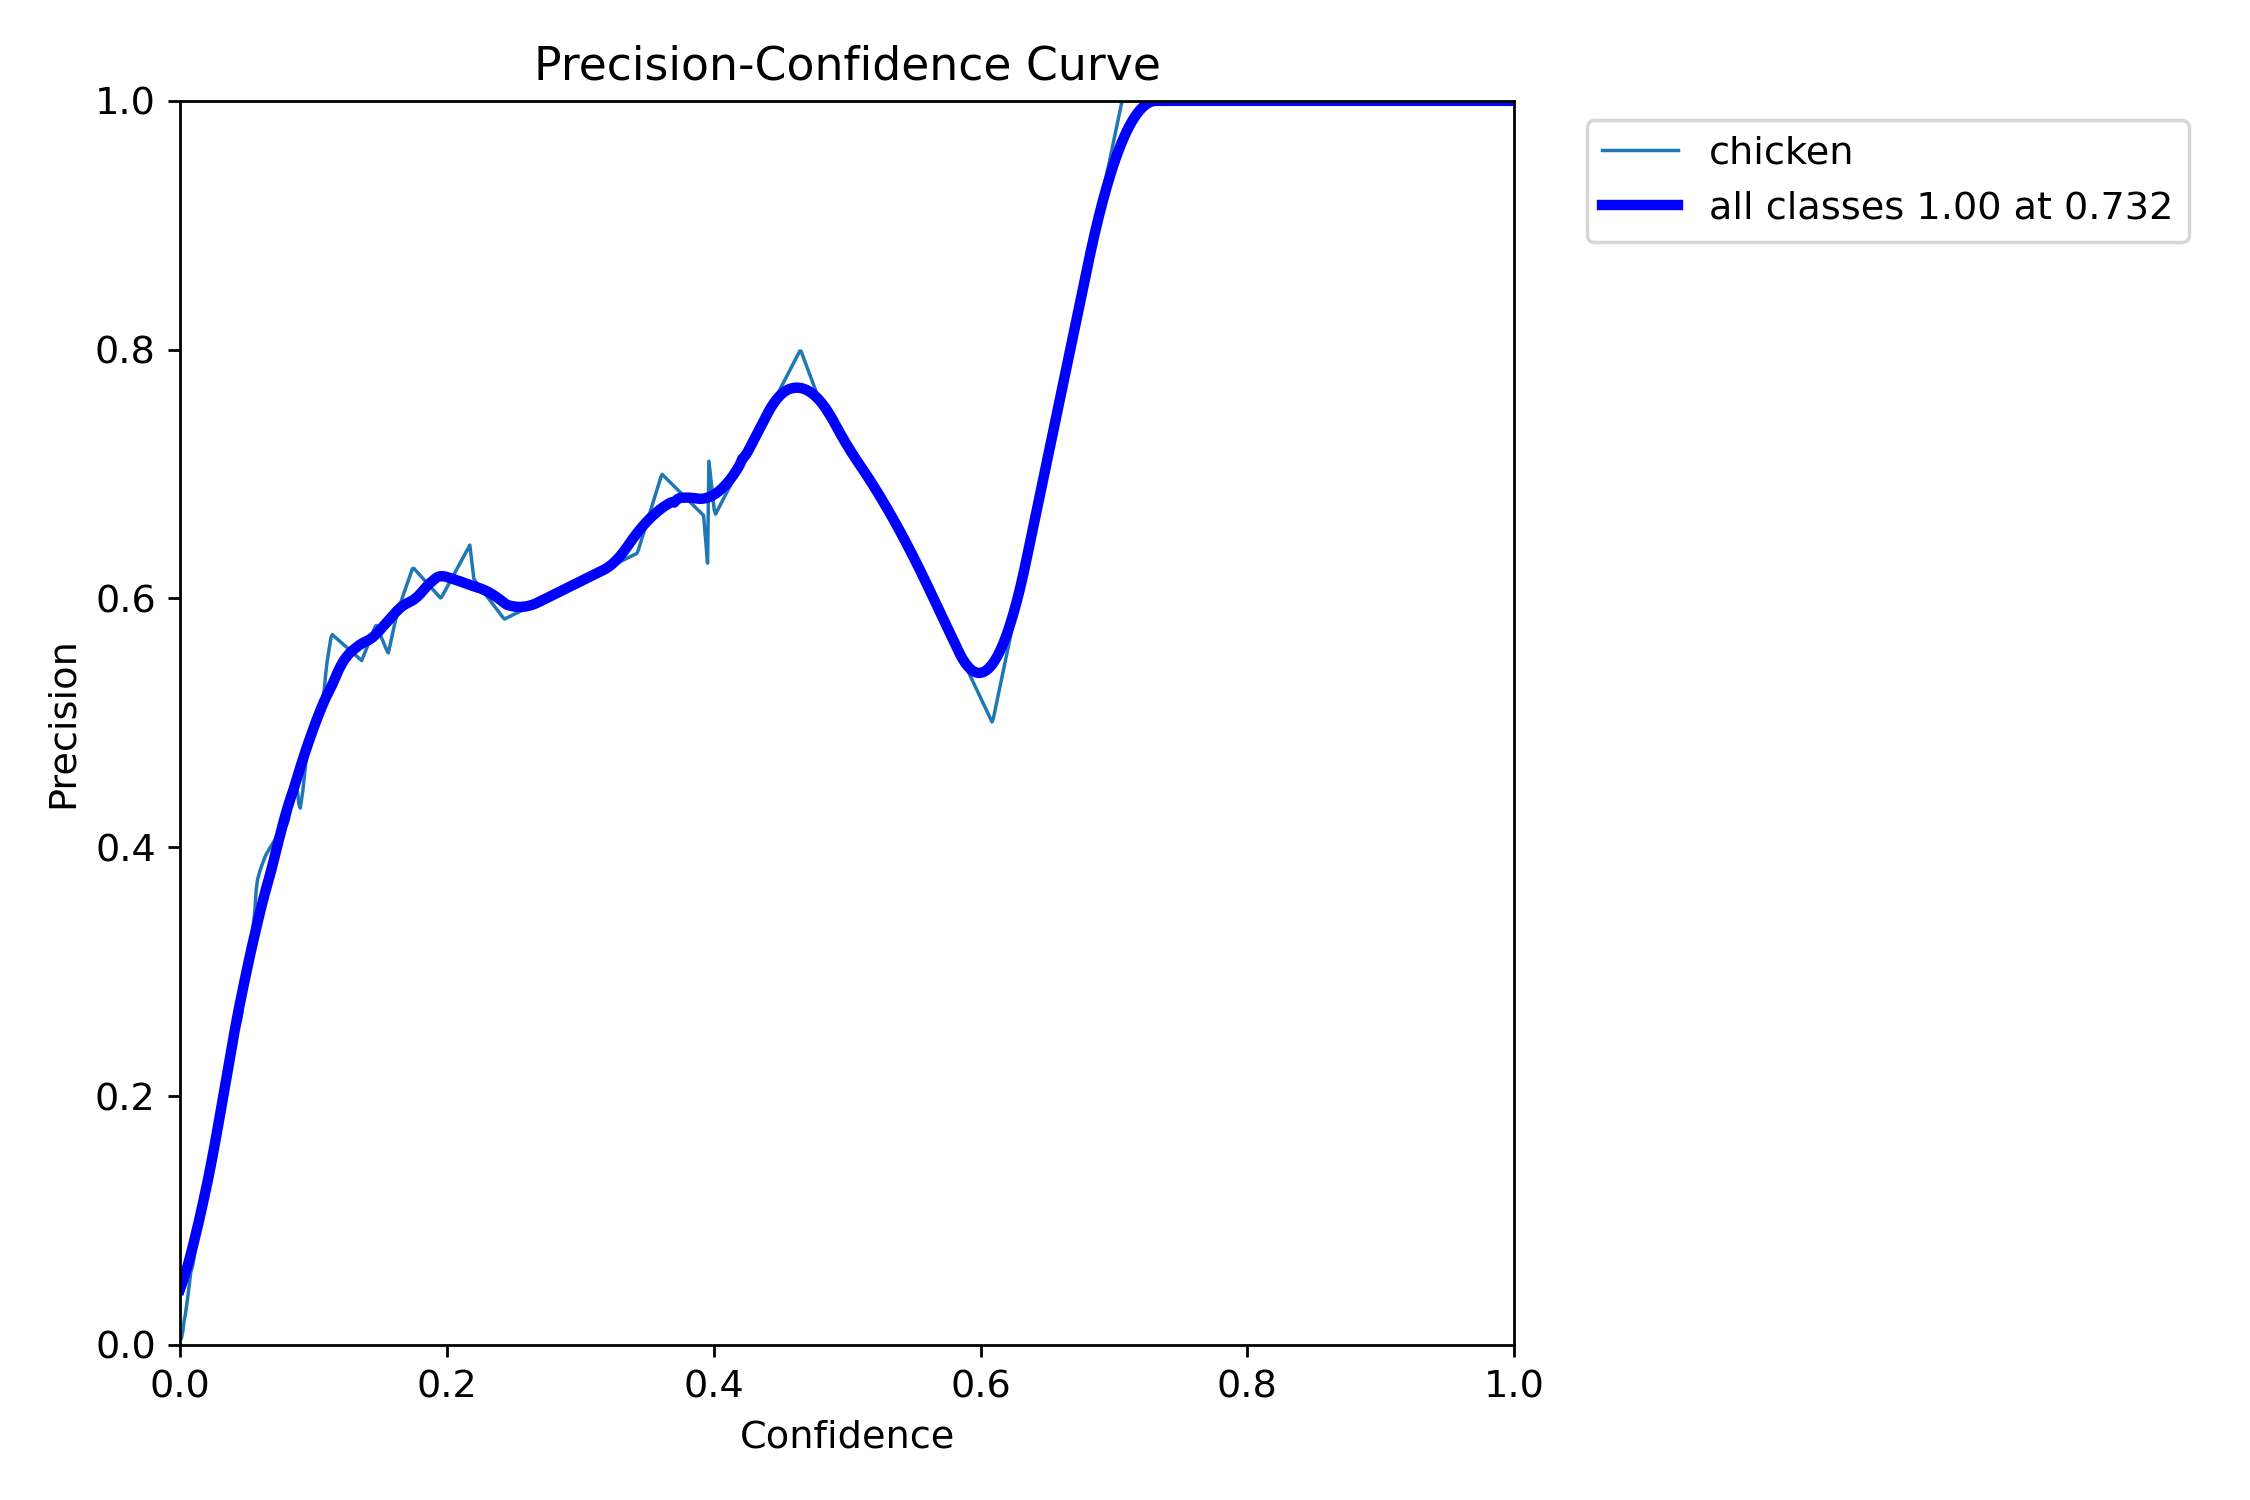 Precision-Confidence Curve
1.0
0.8
0.6
0.4
0.2
0.0
Precision
0.0 0.2 0.4 0.6 0.8 1.0
Confidence
chicken
all classes 1.00 at 0.732